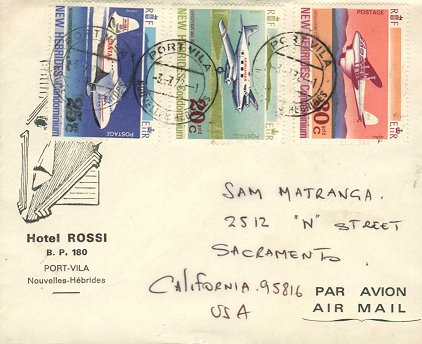 RF
NEW HEBRIDES Condominium
POSTAGE
EIIR
PORT-VILA
RF
NEW HEBRIDES Condominium
20c
POSTAGE
EIIR
PORT VILA
RF
NEW HEBRIDES Condominium
POSTAGE
EIIR
PORT VILA
Hotel ROSSI
B. P. 180
PORT-VILA
Nouvelles-Hébrides
SAM MATRANGA.
2512 "N" STREET
SACRAMENTO
CALIFORNIA. 95816
USA
PAR AVION
AIR MAIL